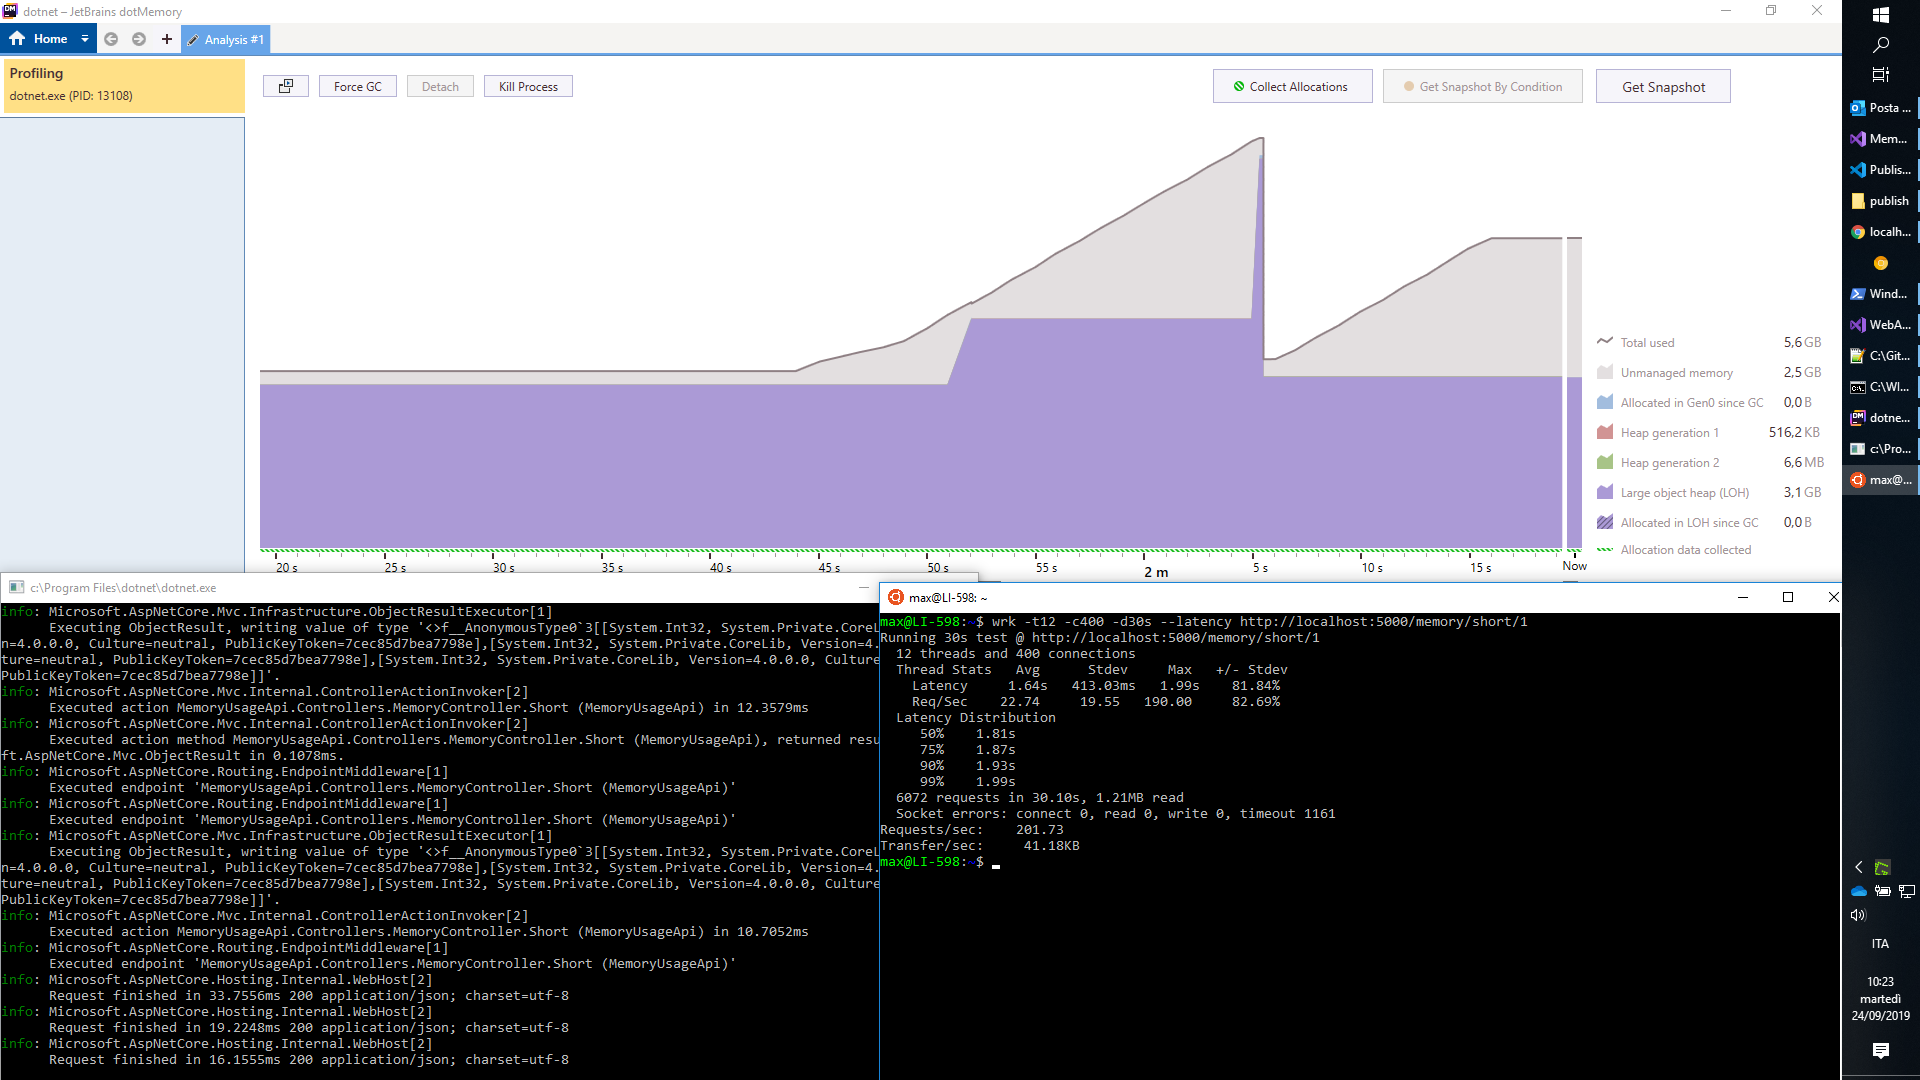 dotnet – JetBrains dotMemory
Home
Analysis #1
Profiling
dotnet.exe (PID: 13108)
Force GC
Detach
Kill Process
Collect Allocations
Get Snapshot By Condition
Get Snapshot
Total used 5,6 GB
Unmanaged memory 2,5 GB
Allocated in Gen0 since GC 0,0 B
Heap generation 1 516,2 KB
Heap generation 2 6,6 MB
Large object heap (LOH) 3,1 GB
Allocated in LOH since GC 0,0 B
Allocation data collected
20 s 25 s 30 s 35 s 40 s 45 s 50 s 55 s 2 m 5 s 10 s 15 s Now
c:\Program Files\dotnet\dotnet.exe
info: Microsoft.AspNetCore.Mvc.Infrastructure.ObjectResultExecutor[1]
Executing ObjectResult, writing value of type '<>f__AnonymousType0`3[[System.Int32, System.Private.CoreL
n=4.0.0.0, Culture=neutral, PublicKeyToken=7cec85d7bea7798e],[System.Int32, System.Private.CoreLib, Version=4.
ture=neutral, PublicKeyToken=7cec85d7bea7798e],[System.Int32, System.Private.CoreLib, Version=4.0.0.0, Culture
PublicKeyToken=7cec85d7bea7798e]]'.
info: Microsoft.AspNetCore.Mvc.Internal.ControllerActionInvoker[2]
Executed action MemoryUsageApi.Controllers.MemoryController.Short (MemoryUsageApi) in 12.3579ms
info: Microsoft.AspNetCore.Mvc.Internal.ControllerActionInvoker[2]
Executed action method MemoryUsageApi.Controllers.MemoryController.Short (MemoryUsageApi), returned resu
ft.AspNetCore.Mvc.ObjectResult in 0.1078ms.
info: Microsoft.AspNetCore.Routing.EndpointMiddleware[1]
Executed endpoint 'MemoryUsageApi.Controllers.MemoryController.Short (MemoryUsageApi)'
info: Microsoft.AspNetCore.Routing.EndpointMiddleware[1]
Executed endpoint 'MemoryUsageApi.Controllers.MemoryController.Short (MemoryUsageApi)'
info: Microsoft.AspNetCore.Mvc.Infrastructure.ObjectResultExecutor[1]
Executing ObjectResult, writing value of type '<>f__AnonymousType0`3[[System.Int32, System.Private.CoreL
n=4.0.0.0, Culture=neutral, PublicKeyToken=7cec85d7bea7798e],[System.Int32, System.Private.CoreLib, Version=4.
ture=neutral, PublicKeyToken=7cec85d7bea7798e],[System.Int32, System.Private.CoreLib, Version=4.0.0.0, Culture
PublicKeyToken=7cec85d7bea7798e]]'.
info: Microsoft.AspNetCore.Mvc.Internal.ControllerActionInvoker[2]
Executed action MemoryUsageApi.Controllers.MemoryController.Short (MemoryUsageApi) in 10.7052ms
info: Microsoft.AspNetCore.Routing.EndpointMiddleware[1]
Executed endpoint 'MemoryUsageApi.Controllers.MemoryController.Short (MemoryUsageApi)'
info: Microsoft.AspNetCore.Hosting.Internal.WebHost[2]
Request finished in 33.7556ms 200 application/json; charset=utf-8
info: Microsoft.AspNetCore.Hosting.Internal.WebHost[2]
Request finished in 19.2248ms 200 application/json; charset=utf-8
info: Microsoft.AspNetCore.Hosting.Internal.WebHost[2]
Request finished in 16.1555ms 200 application/json; charset=utf-8
max@LI-598: ~
max@LI-598:~$ wrk -t12 -c400 -d30s --latency http://localhost:5000/memory/short/1
Running 30s test @ http://localhost:5000/memory/short/1
12 threads and 400 connections
Thread Stats Avg Stdev Max +/- Stdev
Latency 1.64s 413.03ms 1.99s 81.84%
Req/Sec 22.74 19.55 190.00 82.69%
Latency Distribution
50% 1.81s
75% 1.87s
90% 1.93s
99% 1.99s
6072 requests in 30.10s, 1.21MB read
Socket errors: connect 0, read 0, write 0, timeout 1161
Requests/sec: 201.73
Transfer/sec: 41.18KB
max@LI-598:~$
Posta ...
Mem...
Publis...
publish
localh...
Wind...
WebA...
C:\Git...
C:\WI...
dotne...
c:\Pro...
max@...
ITA
10:23
martedì
24/09/2019